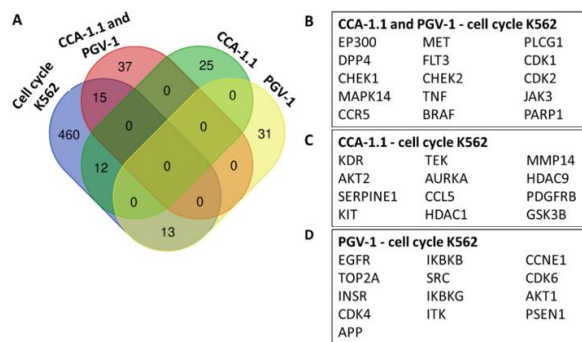 A
Cell cycle
K562
CCA-1.1 and
PGV-1
CCA-1.1
PGV-1
37
25
460
15
0
0
31
0
0
12
0
0
0
0
13
B
CCA-1.1 and PGV-1 - cell cycle K562
EP300 MET PLCG1
DPP4 FLT3 CDK1
CHEK1 CHEK2 CDK2
MAPK14 TNF JAK3
CCR5 BRAF PARP1
C
CCA-1.1 - cell cycle K562
KDR TEK MMP14
AKT2 AURKA HDAC9
SERPINE1 CCL5 PDGFRB
KIT HDAC1 GSK3B
D
PGV-1 - cell cycle K562
EGFR IKBKB CCNE1
TOP2A SRC CDK6
INSR IKBKG AKT1
CDK4 ITK PSEN1
APP